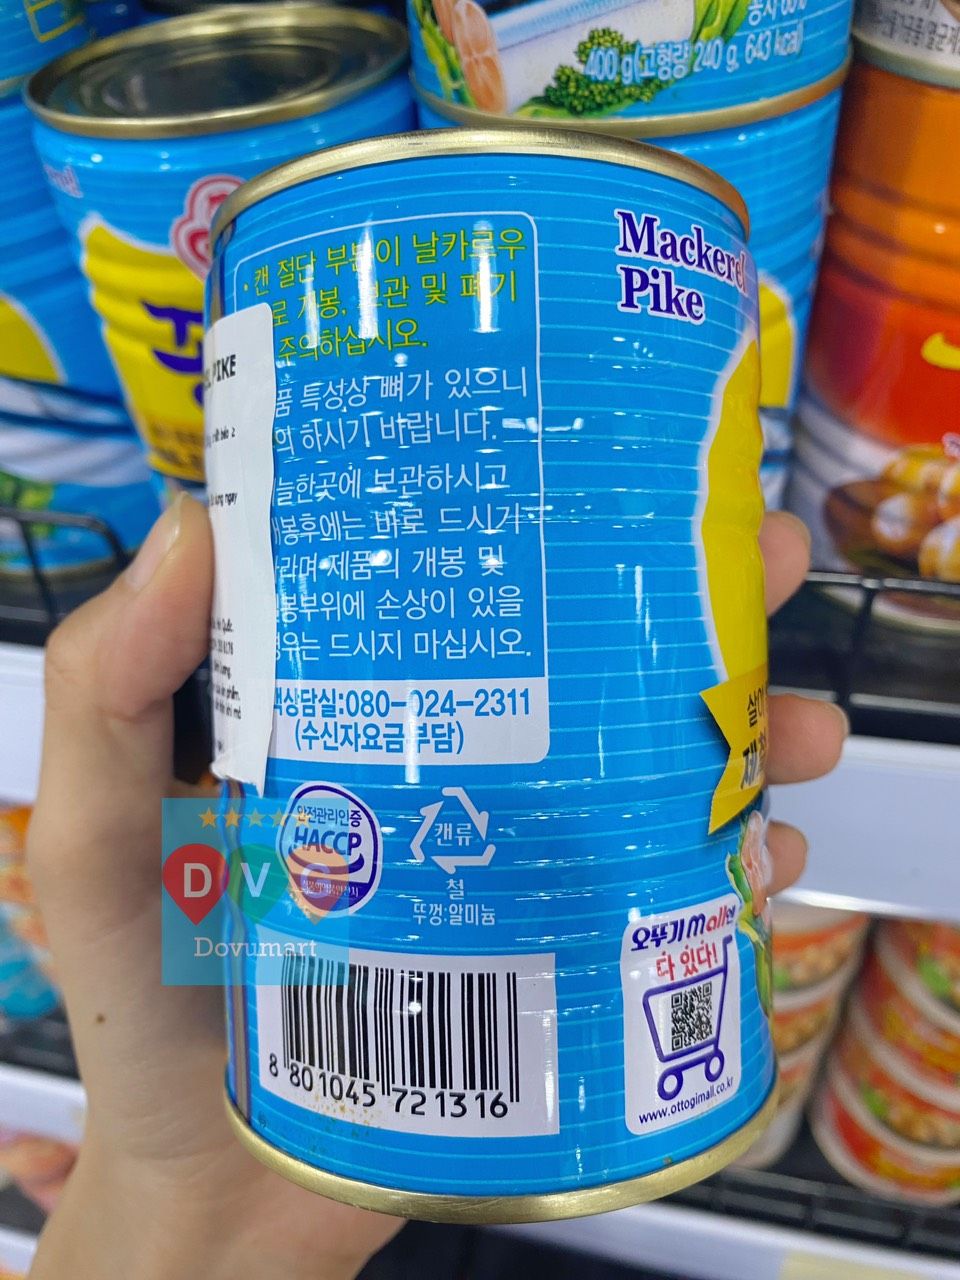 400 g(고형량 240 g, 643 kcal)
Mackerel
Pike
• 캔 절단 부분이 날카로우
로 개봉, 보관 및 폐기
주의하십시오.
품 특성상 뼈가 있으니
의 하시기 바랍니다.
늘한곳에 보관하시고
개봉후에는 바로 드시기
라며 제품의 개봉 및
봉부위에 손상이 있을
경우는 드시지 마십시오.
상담실:080-024-2311
(수신자요금부담)
PIKE
안전관리인증
HACCP
캔류
철
뚜껑:알미늄
DVC
Dovumart
8 801045 721316
살이
제철
오뚜기mall엔
다 있다!
www.ottogimall.co.kr